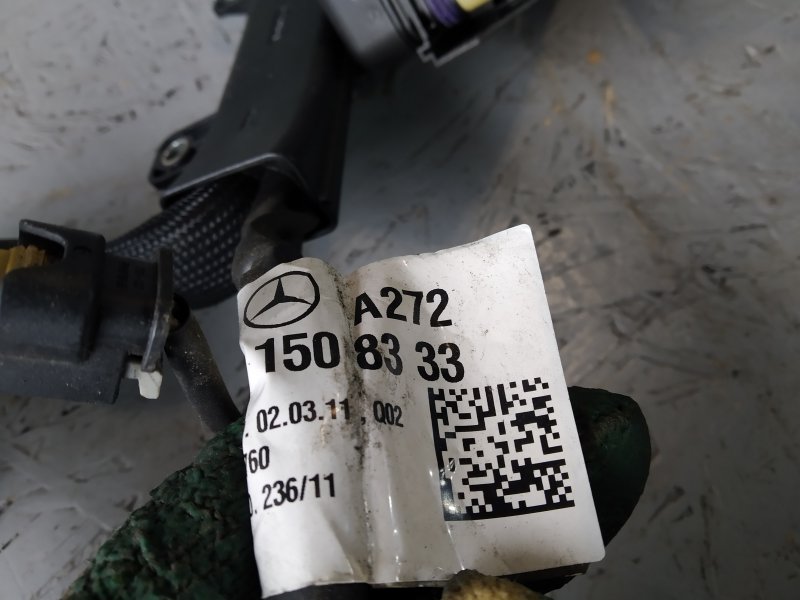 A272
150 83 33
. 02.03.11, Q02
760
. 236/11